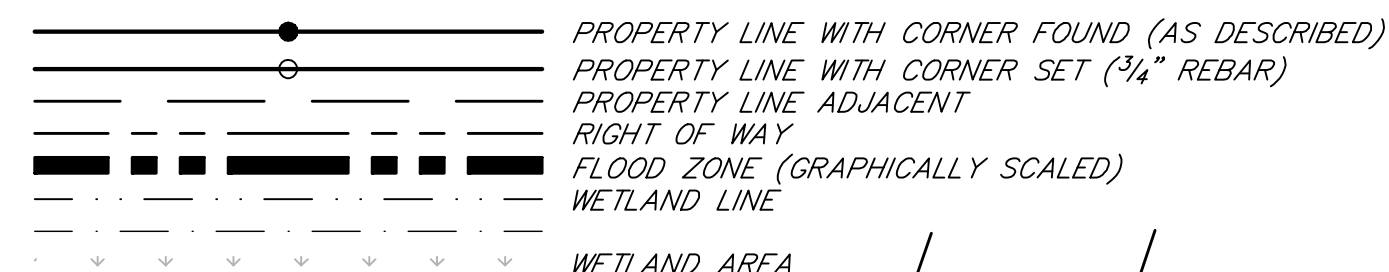 PROPERTY LINE WITH CORNER FOUND (AS DESCRIBED)
PROPERTY LINE WITH CORNER SET (3/4" REBAR)
PROPERTY LINE ADJACENT
RIGHT OF WAY
FLOOD ZONE (GRAPHICALLY SCALED)
WETLAND LINE
WETLAND AREA